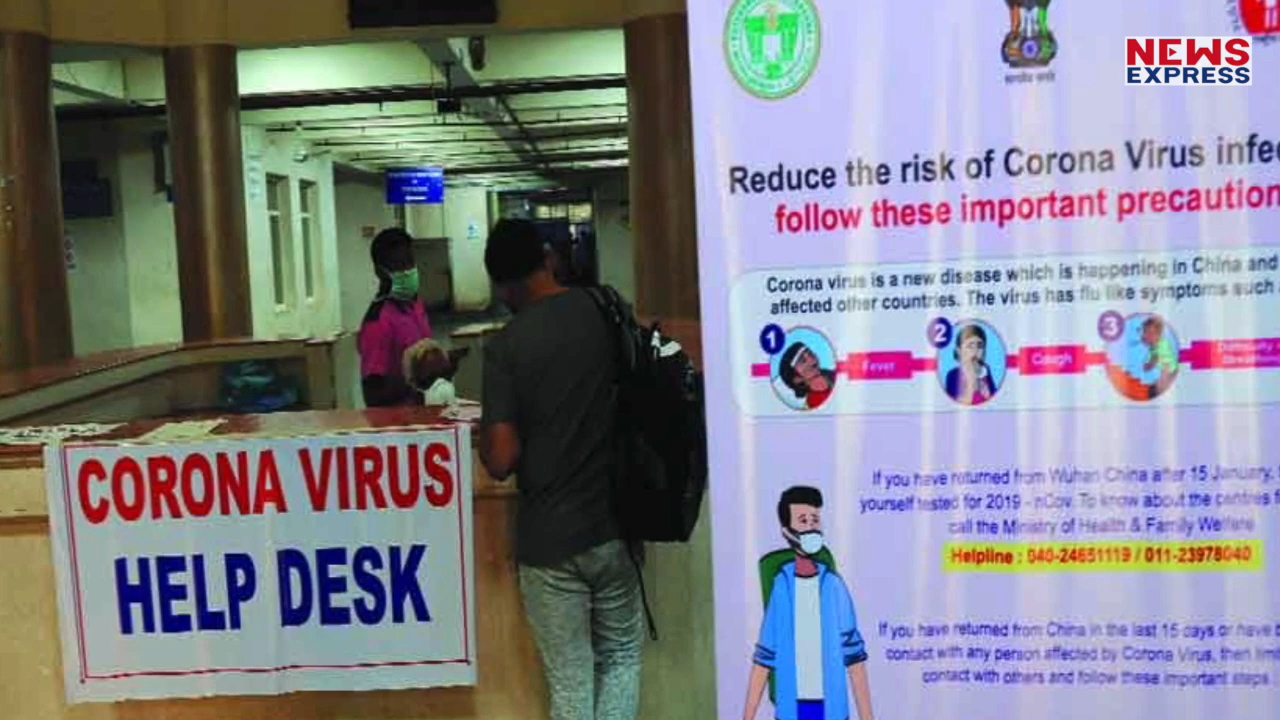 NEWS
EXPRESS
Reduce the risk of Corona Virus infe
follow these important precaution
Corona virus is a new disease which is happening in China and
affected other countries. The virus has flu like symptoms such
1
Fever
2
Cough
3
Difficulty
CORONA VIRUS
HELP DESK
If you have returned from Wuhan China after 15 January,
yourself tested for 2019 - nCov. To know about the centres
call the Ministry of Health & Family Welfare
Helpline : 040-24651119 / 011-23978040
If you have returned from China in the last 15 days or have
contact with any person affected by Corona Virus, then
contact with others and follow these important steps